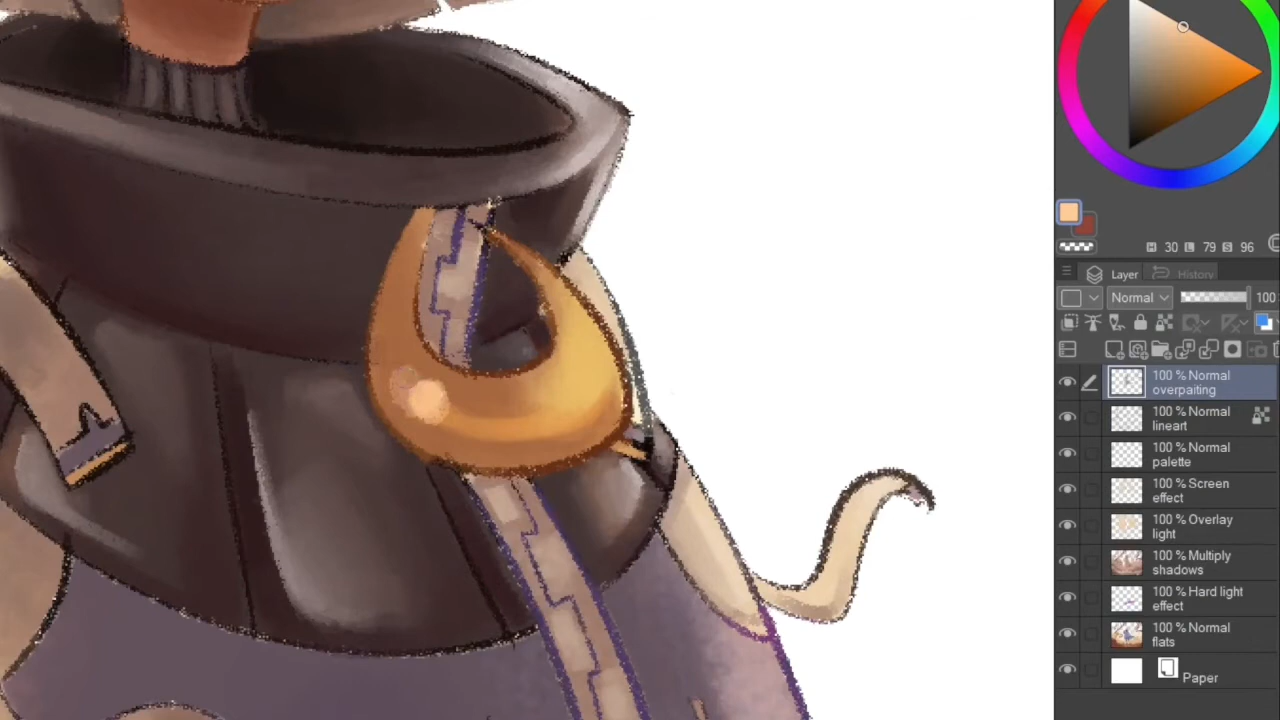 H 30 L 79 S 96
Layer History
Normal 100
100 % Normal
overpaiting
100 % Normal
lineart
100 % Normal
palette
100 % Screen
effect
100 % Overlay
light
100 % Multiply
shadows
100 % Hard light
effect
100 % Normal
flats
Paper